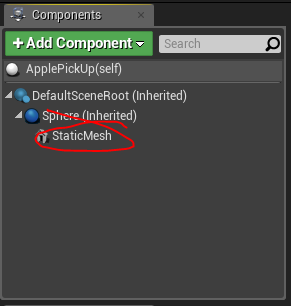 Components
+ Add Component
Search
ApplePickUp(self)
DefaultSceneRoot (Inherited)
Sphere (Inherited)
StaticMesh